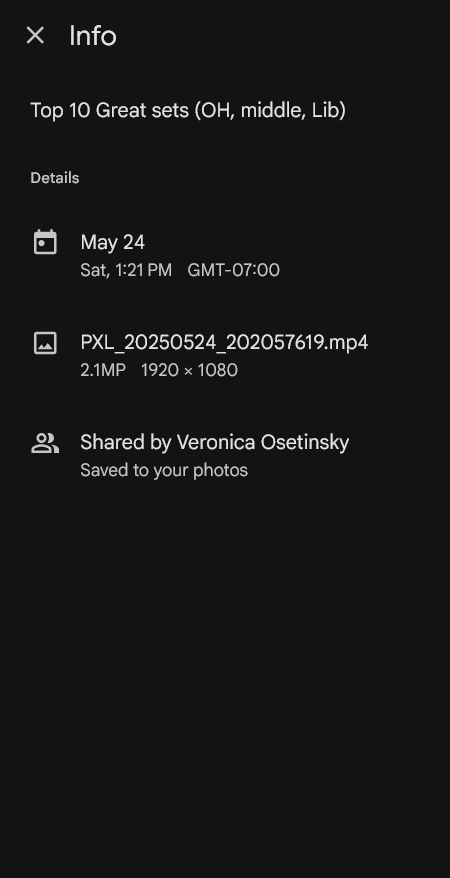 Info
Top 10 Great sets (OH, middle, Lib)
Details
May 24
Sat, 1:21 PM GMT-07:00
PXL_20250524_202057619.mp4
2.1MP 1920 × 1080
Shared by Veronica Osetinsky
Saved to your photos